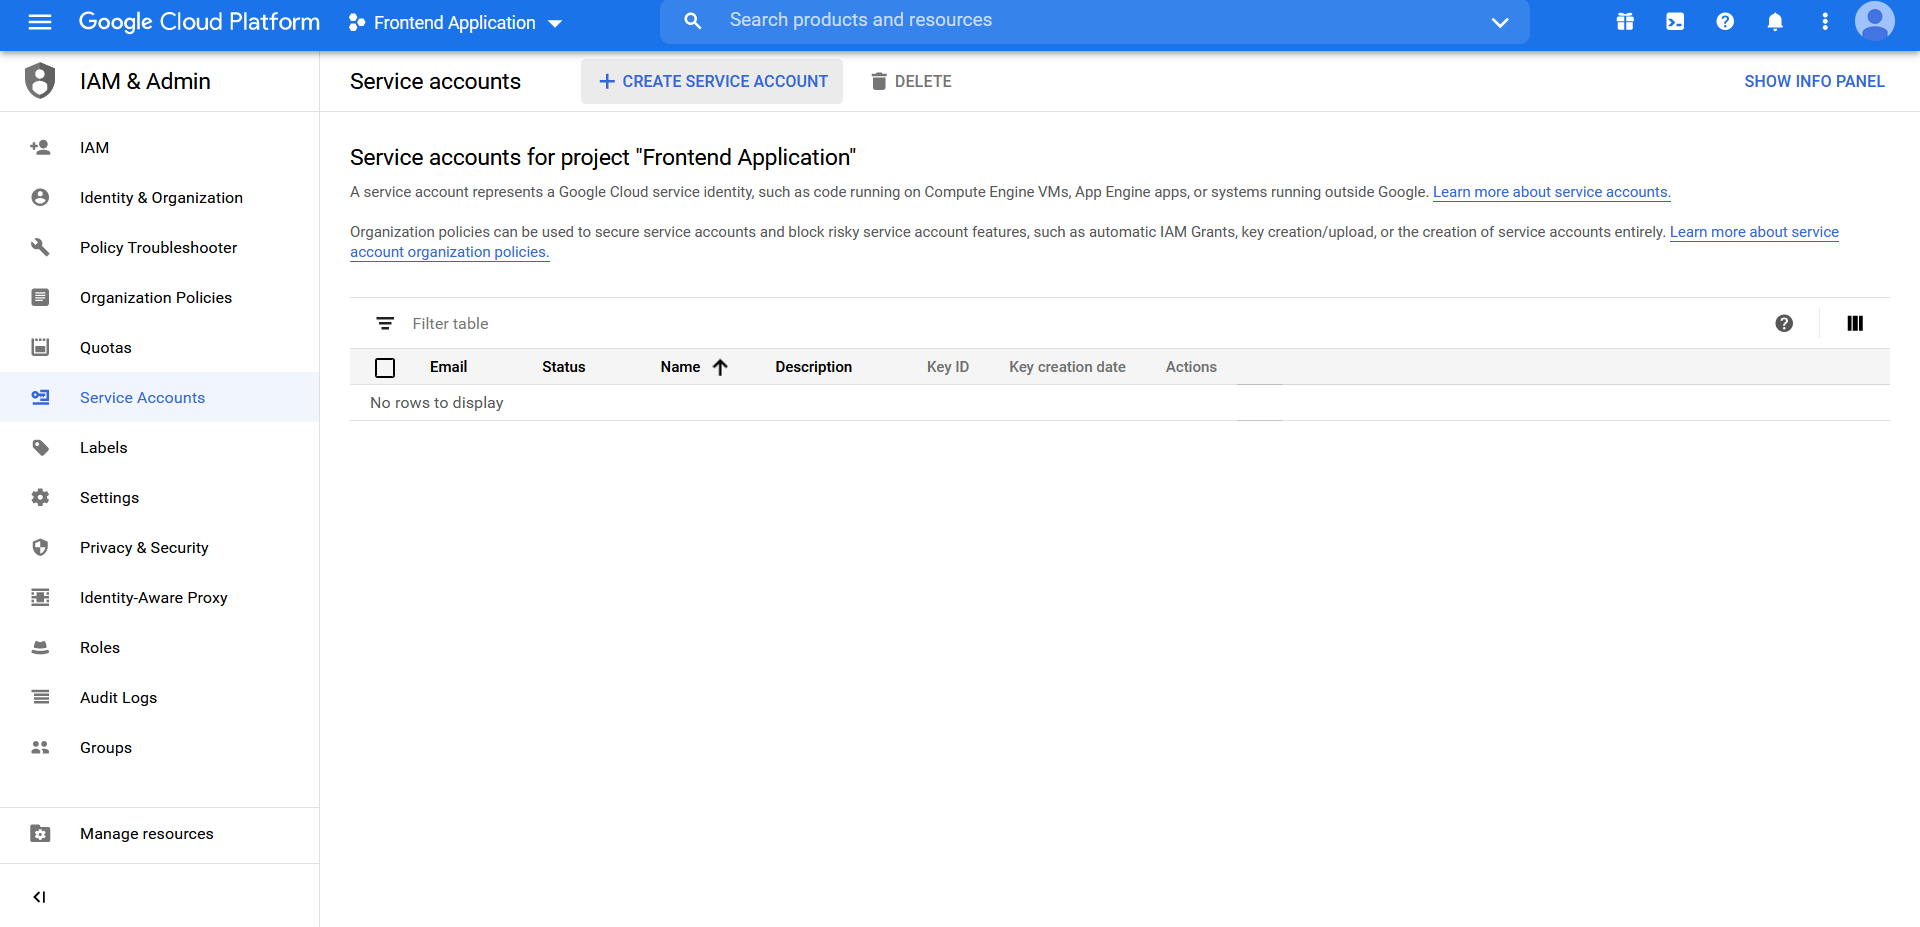 Google Cloud Platform
Frontend Application
Search products and resources
IAM & Admin
Service accounts
CREATE SERVICE ACCOUNT
DELETE
SHOW INFO PANEL
IAM
Identity & Organization
Policy Troubleshooter
Organization Policies
Quotas
Service Accounts
Labels
Settings
Privacy & Security
Identity-Aware Proxy
Roles
Audit Logs
Groups
Manage resources
Service accounts for project "Frontend Application"
A service account represents a Google Cloud service identity, such as code running on Compute Engine VMs, App Engine apps, or systems running outside Google. Learn more about service accounts.
Organization policies can be used to secure service accounts and block risky service account features, such as automatic IAM Grants, key creation/upload, or the creation of service accounts entirely. Learn more about service
account organization policies.
Filter table
Email Status Name Description Key ID Key creation date Actions
No rows to display